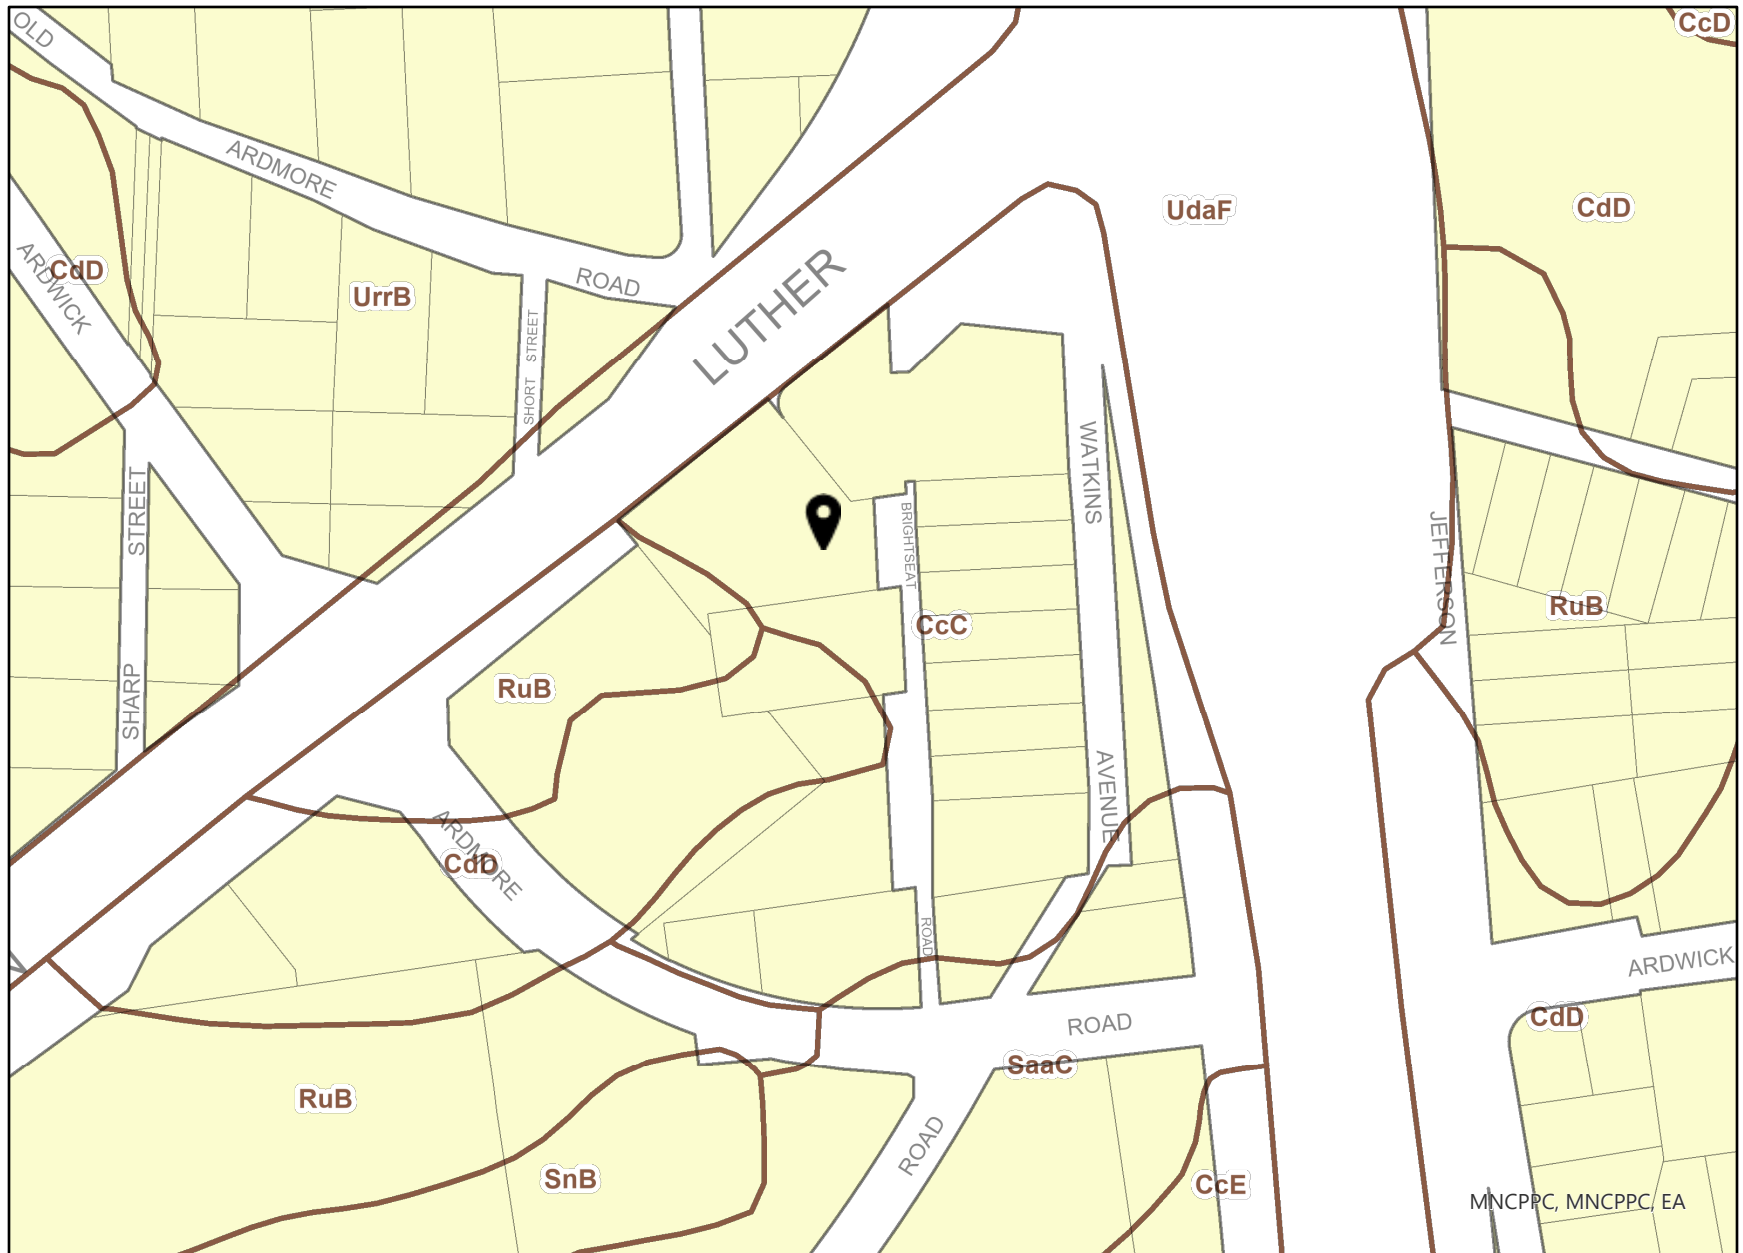 OLD
CcD
ARDMORE
UdaF
CdD
ARDWICK
CdD
UrrB
ROAD
LUTHER
SHORT STREET
WATKINS
STREET
BRIGHTSEAT
JEFFERSON
CcC
RuB
RuB
SHARP
AVENUE
ARDMORE
CdD
ROAD
ARDWICK
ROAD
CdD
SaaC
RuB
ROAD
SnB
CcE
MNCPPC, MNCPPC, EA